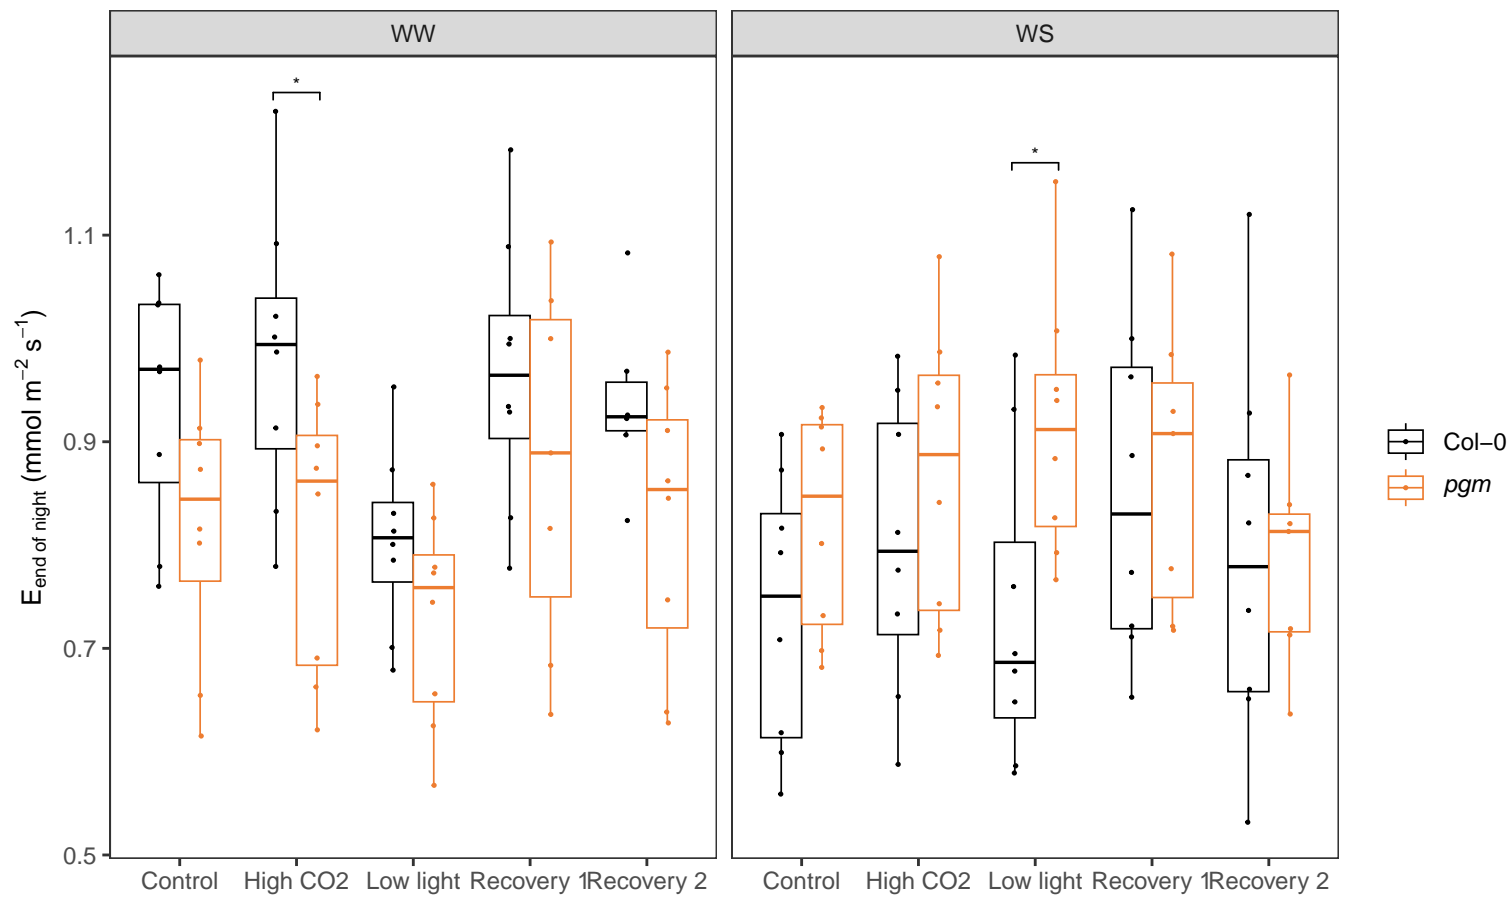 WW
WS
*
*
E_end of night (mmol m⁻² s⁻¹)
1.1
0.9
0.7
0.5
Control High CO2 Low light Recovery 1 Recovery 2
Control High CO2 Low light Recovery 1 Recovery 2
Col−0
pgm